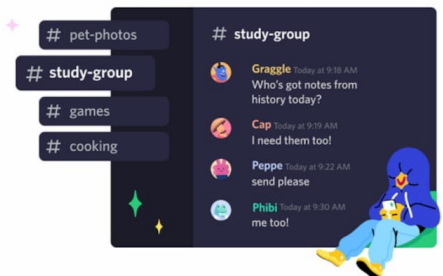 # pet-photos
# study-group
# games
# cooking
# study-group
Graggle Today at 9:18 AM
Who's got notes from
history today?
Cap Today at 9:19 AM
I need them too!
Peppe Today at 9:22 AM
send please
Phibi Today at 9:30 AM
me too!